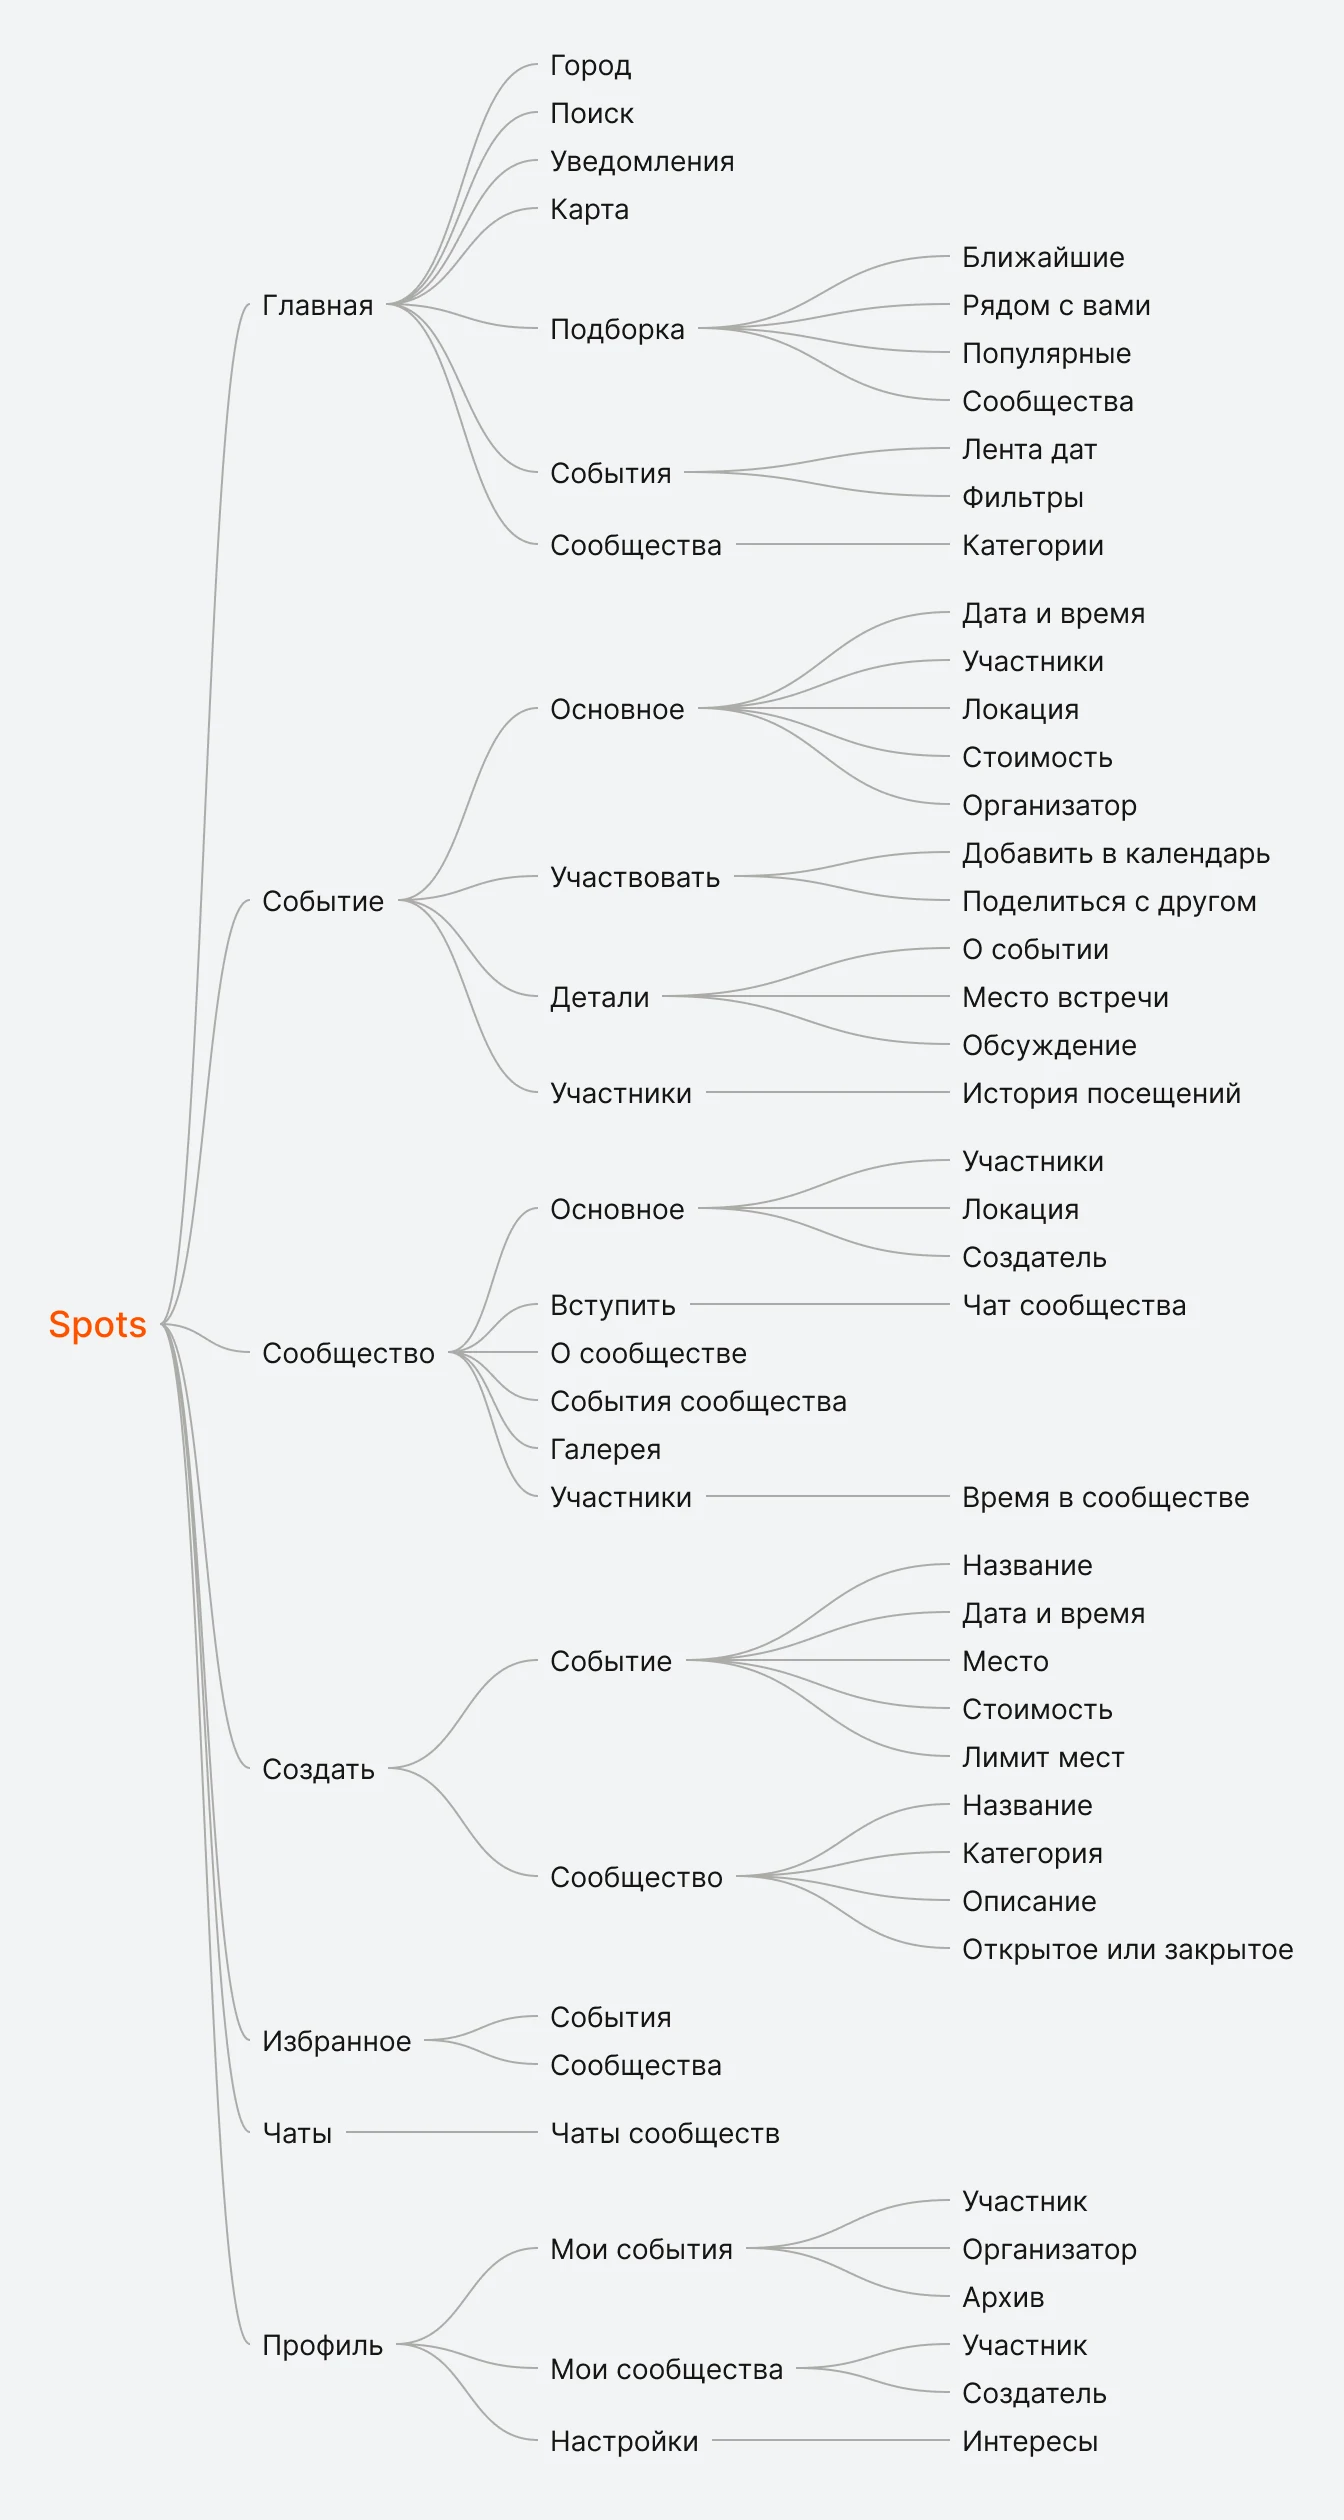 Город
Поиск
Уведомления
Карта
Ближайшие
Главная
Рядом с вами
Подборка
Популярные
Сообщества
Лента дат
События
Фильтры
Сообщества
Категории
Дата и время
Участники
Основное
Локация
Стоимость
Организатор
Добавить в календарь
Участвовать
Событие
Поделиться с другом
О событии
Детали
Место встречи
Обсуждение
Участники
История посещений
Участники
Основное
Локация
Создатель
Вступить
Чат сообщества
Spots
Сообщество
О сообществе
События сообщества
Галерея
Участники
Время в сообществе
Название
Дата и время
Событие
Место
Стоимость
Лимит мест
Создать
Название
Категория
Сообщество
Описание
Открытое или закрытое
События
Избранное
Сообщества
Чаты
Чаты сообществ
Участник
Мои события
Организатор
Архив
Профиль
Участник
Мои сообщества
Создатель
Настройки
Интересы